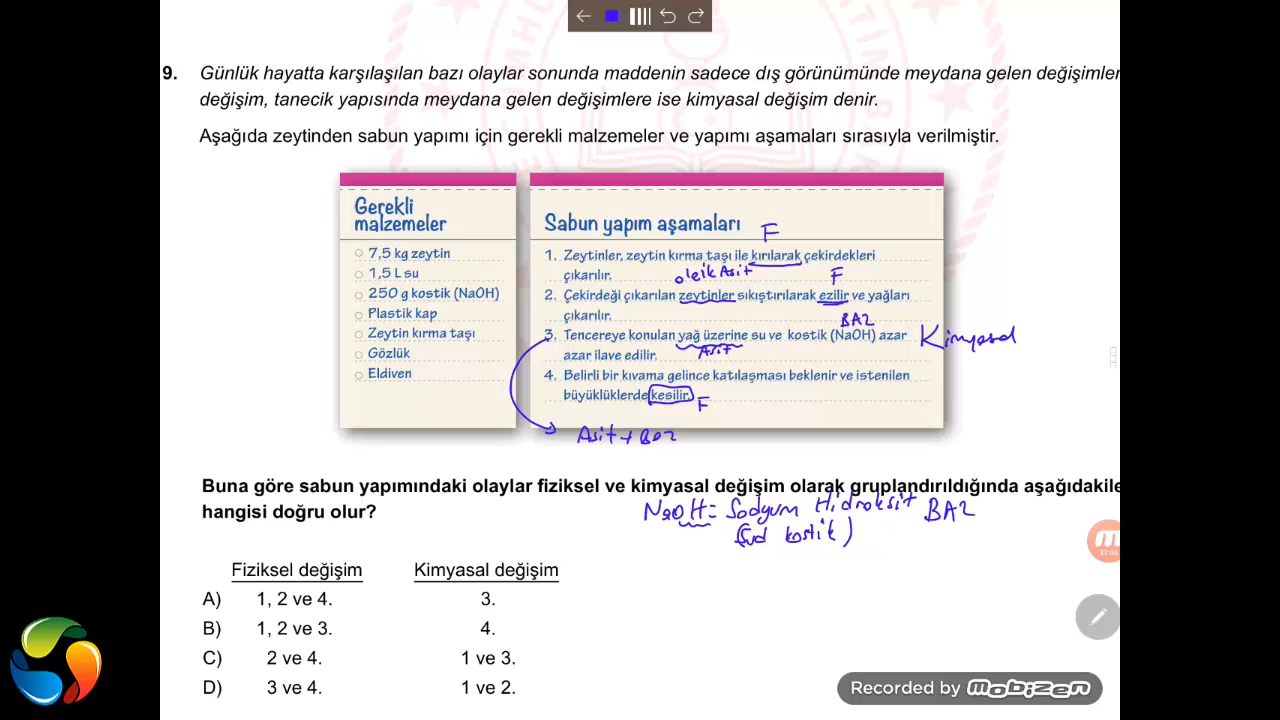 9. Günlük hayatta karşılaşılan bazı olaylar sonunda maddenin sadece dış görünümünde meydana gelen değişimler
değişim, tanecik yapısında meydana gelen değişimlere ise kimyasal değişim denir.
Aşağıda zeytinden sabun yapımı için gerekli malzemeler ve yapımı aşamaları sırasıyla verilmiştir.
Gerekli
malzemeler
7,5 kg zeytin
1,5 L su
250 g kostik (NaOH)
Plastik kap
Zeytin kırma taşı
Gözlük
Eldiven
Sabun yapım aşamaları
F
1. Zeytinler, zeytin kırma taşı ile kırılarak çekirdekleri
çıkarılır.
oleik Asit
F
2. Çekirdeği çıkarılan zeytinler sıkıştırılarak ezilir ve yağları
çıkarılır.
BAZ
3. Tencereye konulan yağ üzerine su ve kostik (NaOH) azar
Kimyasal
azar ilave edilir.
Asit
4. Belirli bir kıvama gelince katılaşması beklenir ve istenilen
büyüklüklerde kesilir.
F
Asit + Baz
Buna göre sabun yapımındaki olaylar fiziksel ve kimyasal değişim olarak gruplandırıldığında aşağıdakile
hangisi doğru olur?
NaOH = Sodyum Hidroksit BAZ
kostik)
Fiziksel değişim Kimyasal değişim
A) 1, 2 ve 4. 3.
B) 1, 2 ve 3. 4.
C) 2 ve 4. 1 ve 3.
D) 3 ve 4. 1 ve 2.
Recorded by Mobizen